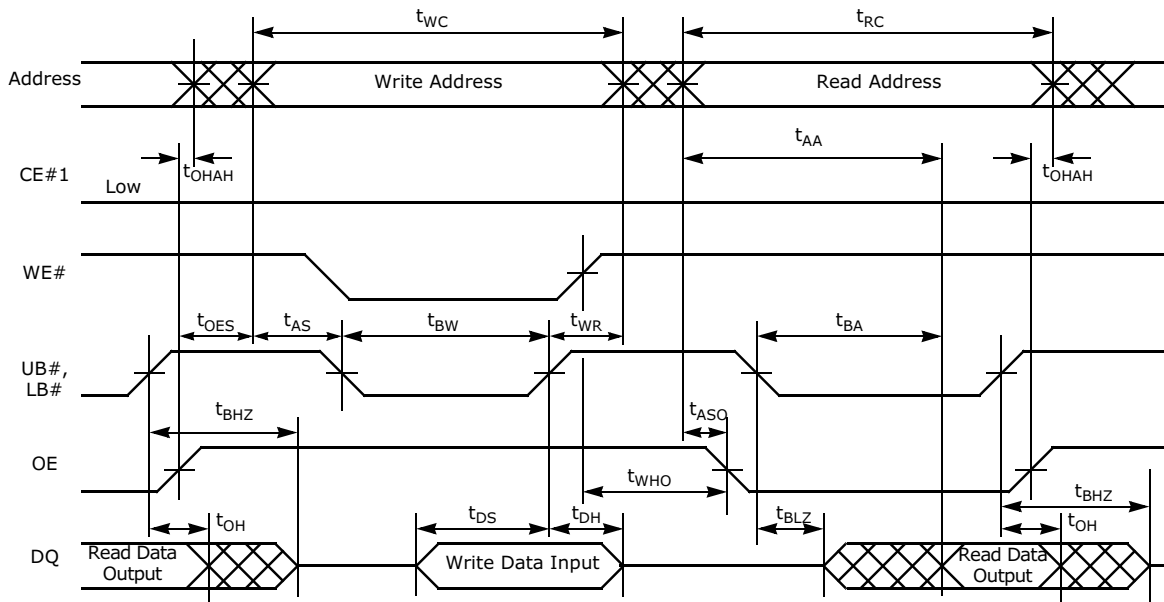 tWC
tRC
Address
Write Address
Read Address
tAA
tOHAH
tOHAH
CE#1
Low
WE#
tOES
tAS
tBW
tWR
tBA
UB#,
LB#
tBHZ
tASO
OE
tWHO
tBHZ
tOH
tDS
tDH
tBLZ
tOH
DQ
Read Data
Output
Write Data Input
Read Data
Output